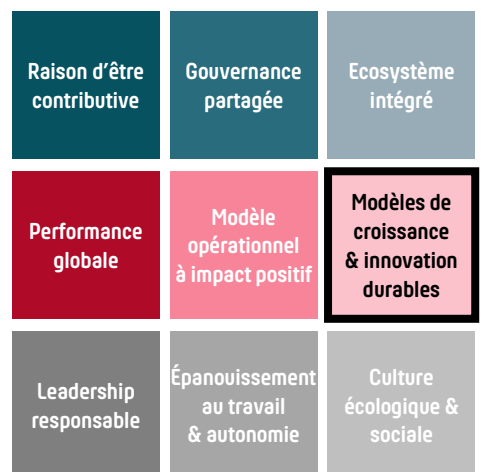 Raison d'être
contributive
Gouvernance
partagée
Ecosystème
intégré
Performance
globale
Modèle
opérationnel
à impact positif
Modèles de
croissance
& innovation
durables
Leadership
responsable
Épanouissement
au travail
& autonomie
Culture
écologique &
sociale